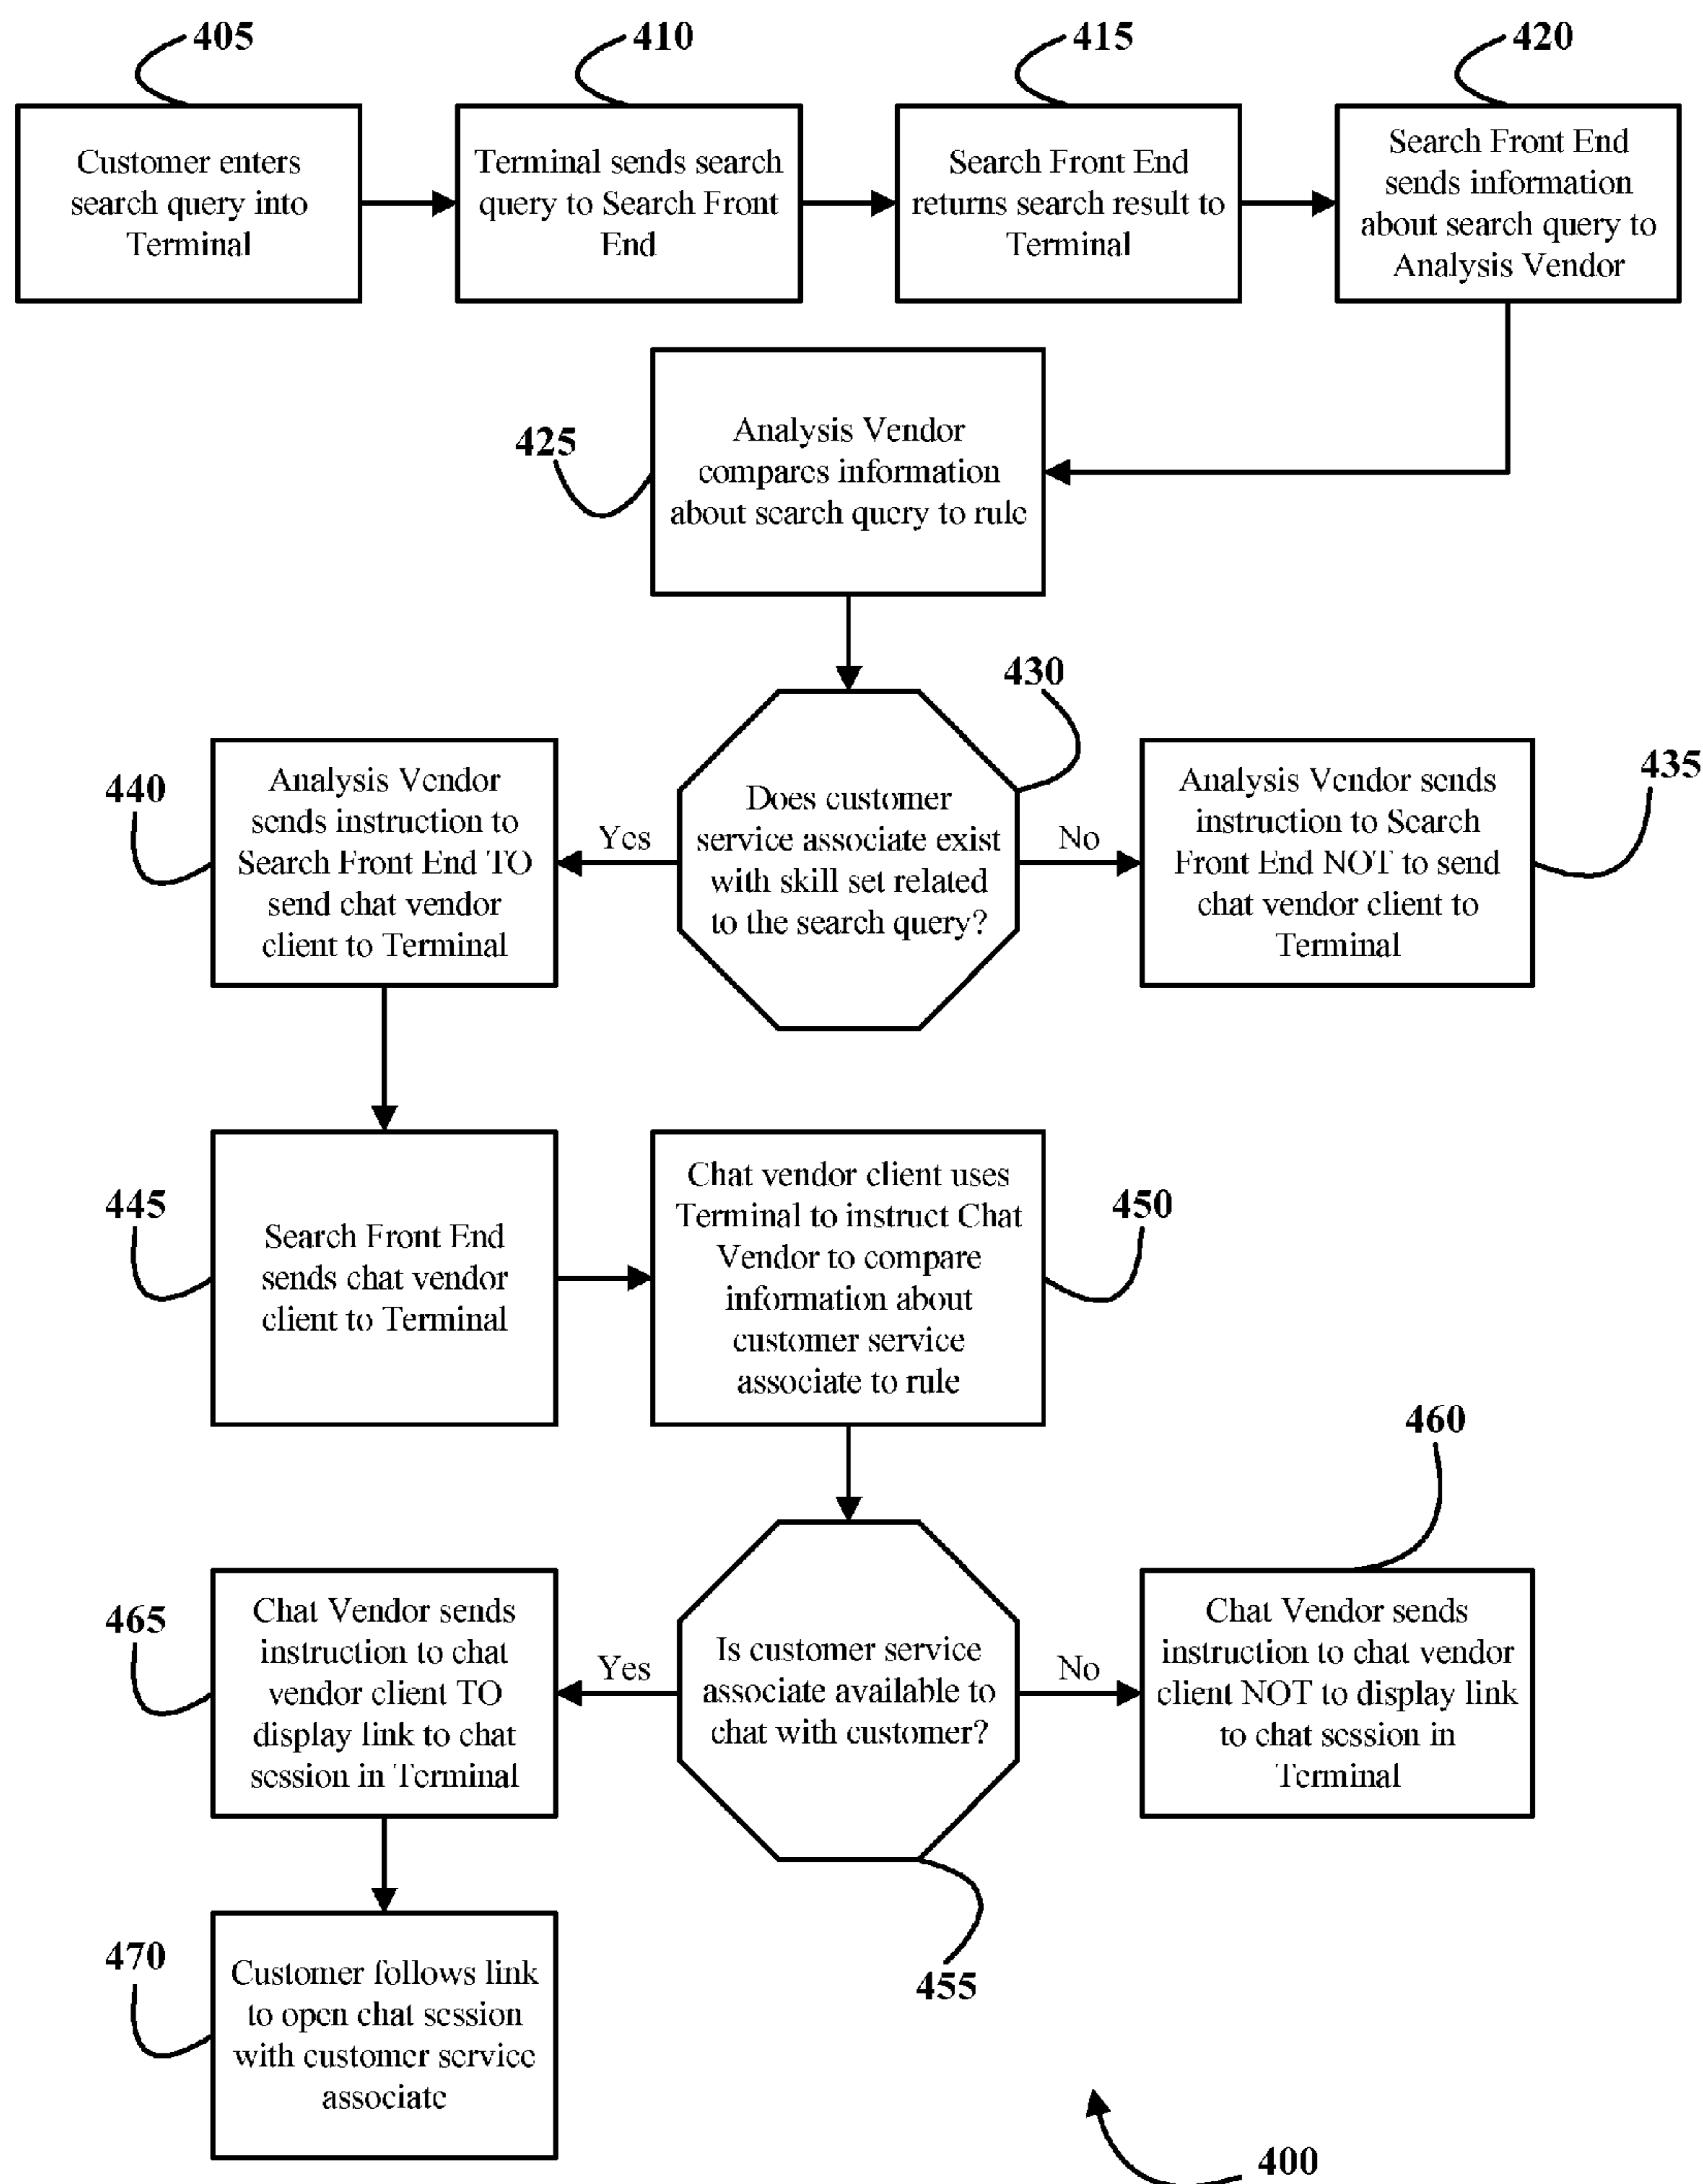 405
410
415
420
Customer enters
search query into
Terminal
Terminal sends search
query to Search Front
End
Search Front End
returns search result to
Terminal
Search Front End
sends information
about search query to
Analysis Vendor
425
Analysis Vendor
compares information
about search query to rule
430
440
Analysis Vendor
sends instruction to
Search Front End TO
send chat vendor
client to Terminal
Yes
Does customer
service associate exist
with skill set related
to the search query?
No
Analysis Vendor sends
instruction to Search
Front End NOT to send
chat vendor client to
Terminal
435
445
Search Front End
sends chat vendor
client to Terminal
Chat vendor client uses
Terminal to instruct Chat
Vendor to compare
information about
customer service
associate to rule
450
460
465
Chat Vendor sends
instruction to chat
vendor client TO
display link to chat
session in Terminal
Yes
Is customer service
associate available to
chat with customer?
No
Chat Vendor sends
instruction to chat vendor
client NOT to display link
to chat session in
Terminal
455
470
Customer follows link
to open chat session
with customer service
associate
400